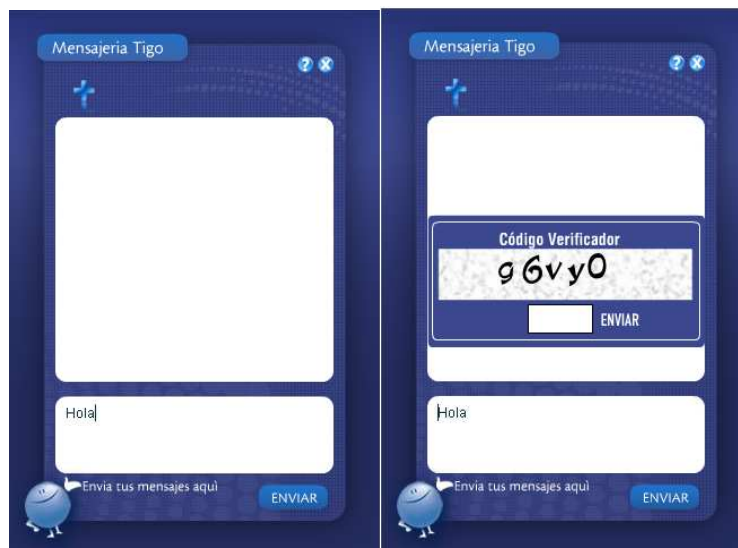 Mensajeria Tigo
Hola
Envia tus mensajes aquì
ENVIAR
Mensajeria Tigo
Código Verificador
g6vy0
ENVIAR
Hola
Envia tus mensajes aquì
ENVIAR